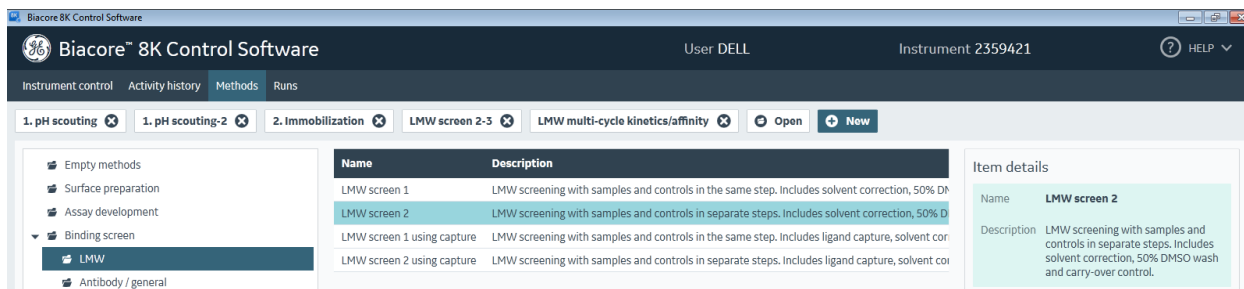 Biacore 8K Control Software
Biacore™ 8K Control Software
User DELL
Instrument 2359421
? HELP
Instrument control
Activity history
Methods
Runs
1. pH scouting
1. pH scouting-2
2. Immobilization
LMW screen 2-3
LMW multi-cycle kinetics/affinity
Open
New
Empty methods
Surface preparation
Assay development
Binding screen
LMW
Antibody / general
Name Description
LMW screen 1 LMW screening with samples and controls in the same step. Includes solvent correction, 50% DM
LMW screen 2 LMW screening with samples and controls in separate steps. Includes solvent correction, 50% D
LMW screen 1 using capture LMW screening with samples and controls in the same step. Includes ligand capture, solvent cor
LMW screen 2 using capture LMW screening with samples and controls in separate steps. Includes ligand capture, solvent co
Item details
Name LMW screen 2
Description LMW screening with samples and
controls in separate steps. Includes
solvent correction, 50% DMSO wash
and carry-over control.